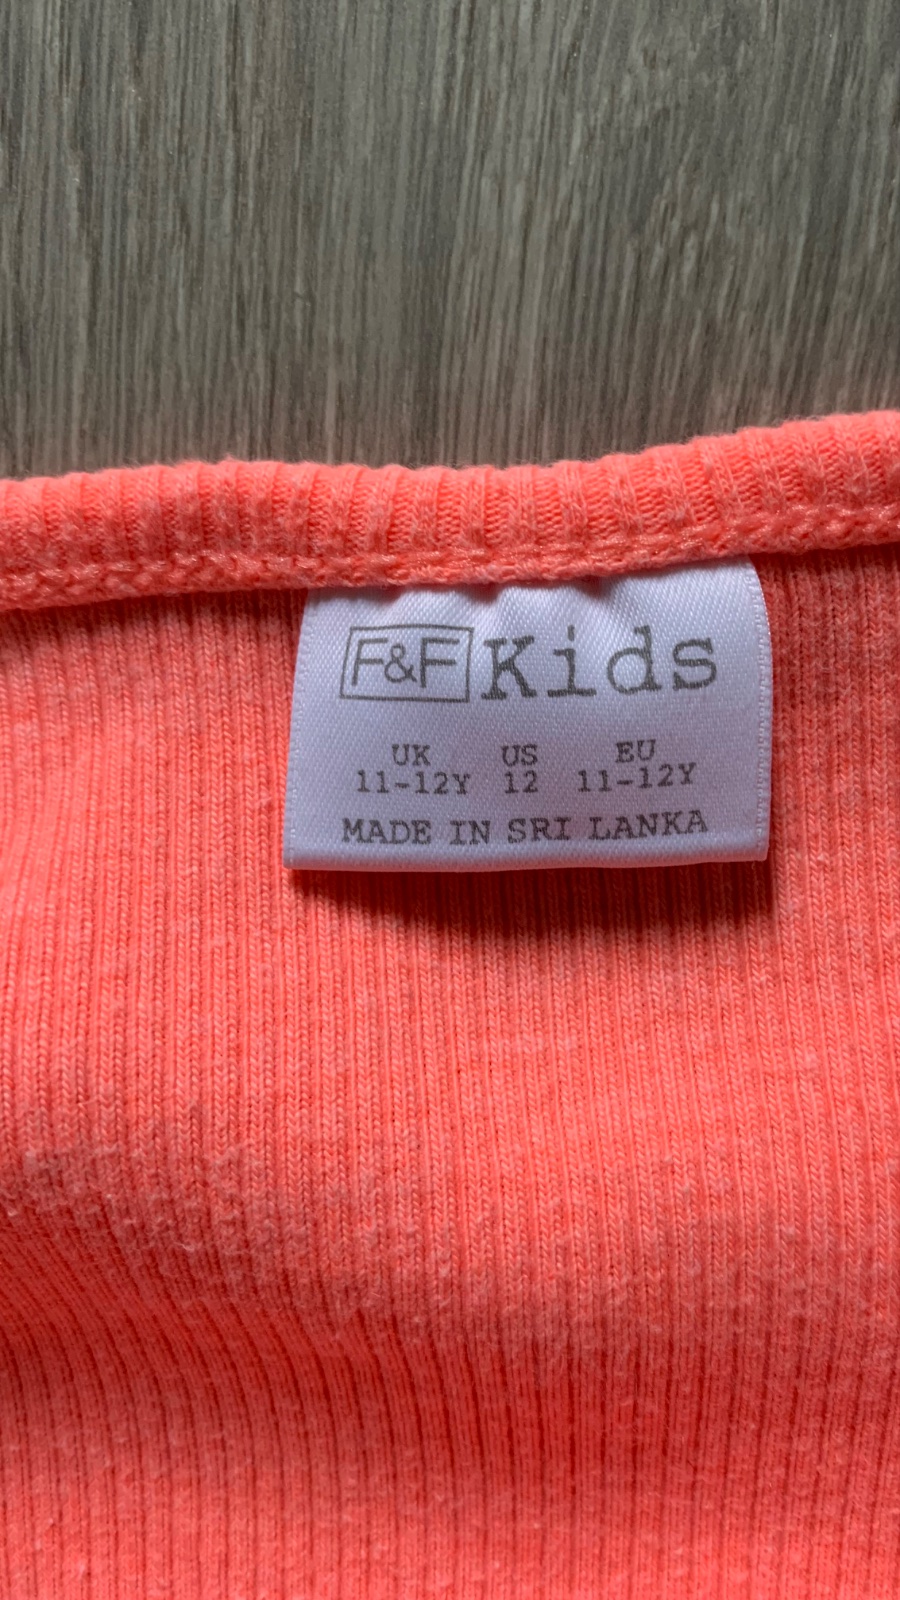 F&F Kids
UK US EU
11-12Y 12 11-12Y
MADE IN SRI LANKA